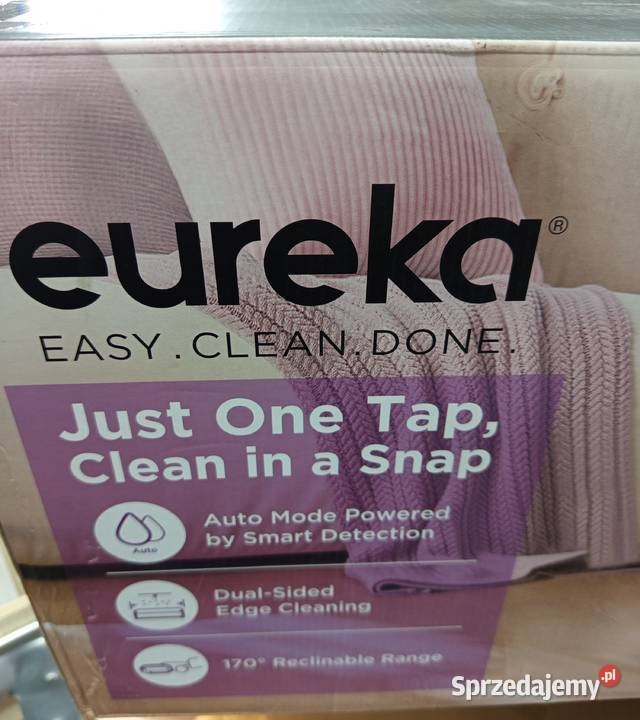 eureka®
EASY. CLEAN. DONE.
Just One Tap,
Clean in a Snap
Auto
Auto Mode Powered
by Smart Detection
Dual-Sided
Edge Cleaning
170° Reclinable Range
Sprzedajemy.pl